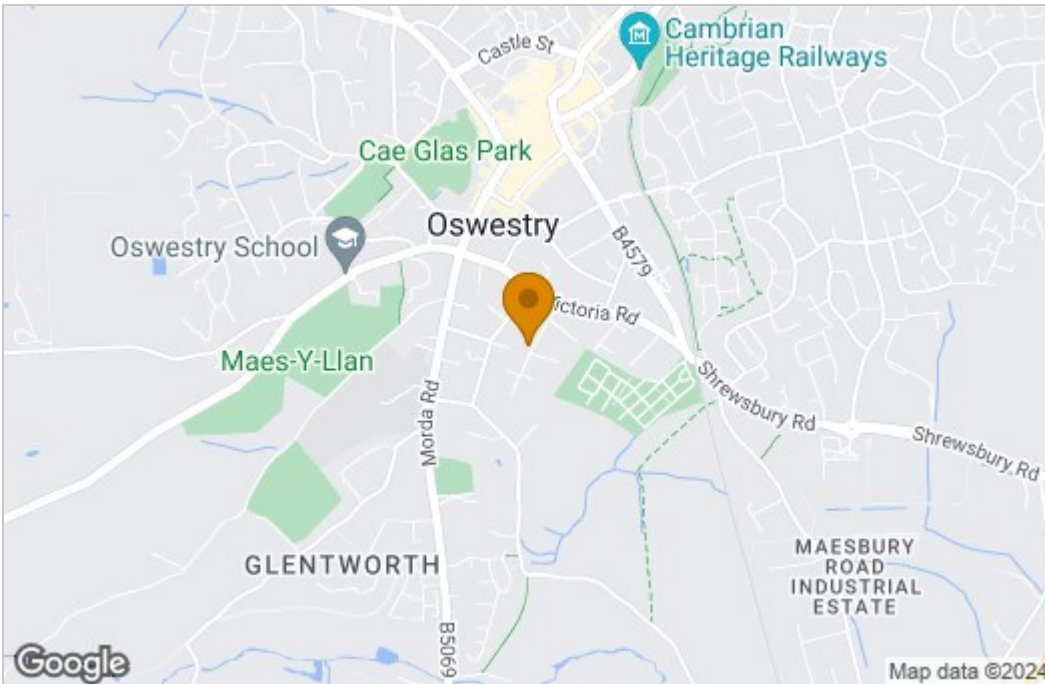 Castle St
Cambrian
Heritage Railways
Cae Glas Park
Oswestry
Oswestry School
B4579
ictoria Rd
Maes-Y-Llan
Morda Rd
Shrewsbury Rd
Shrewsbury Rd
GLENTWORTH
MAESBURY
ROAD
INDUSTRIAL
ESTATE
B5069
Google
Map data ©2024